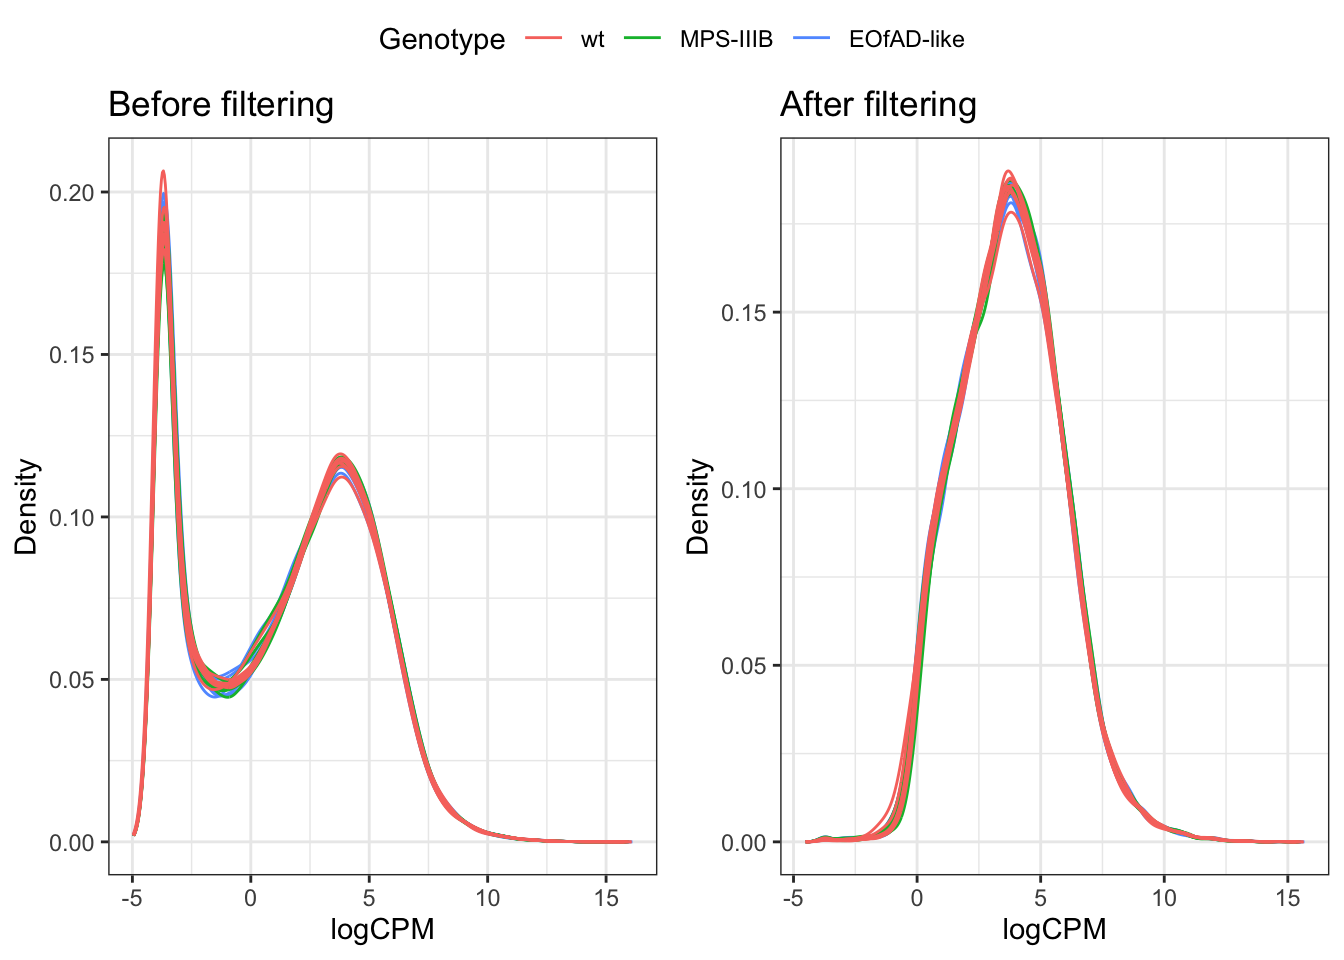 Genotype wt MPS-IIIB EOfAD-like
Before filtering
After filtering
Density
0.20
0.15
0.10
0.05
0.00
-5 0 5 10 15
logCPM
Density
0.15
0.10
0.05
0.00
-5 0 5 10 15
logCPM